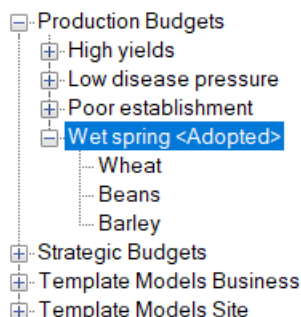 Production Budgets
High yields
Low disease pressure
Poor establishment
Wet spring <Adopted>
Wheat
Beans
Barley
Strategic Budgets
Template Models Business
Template Models Site